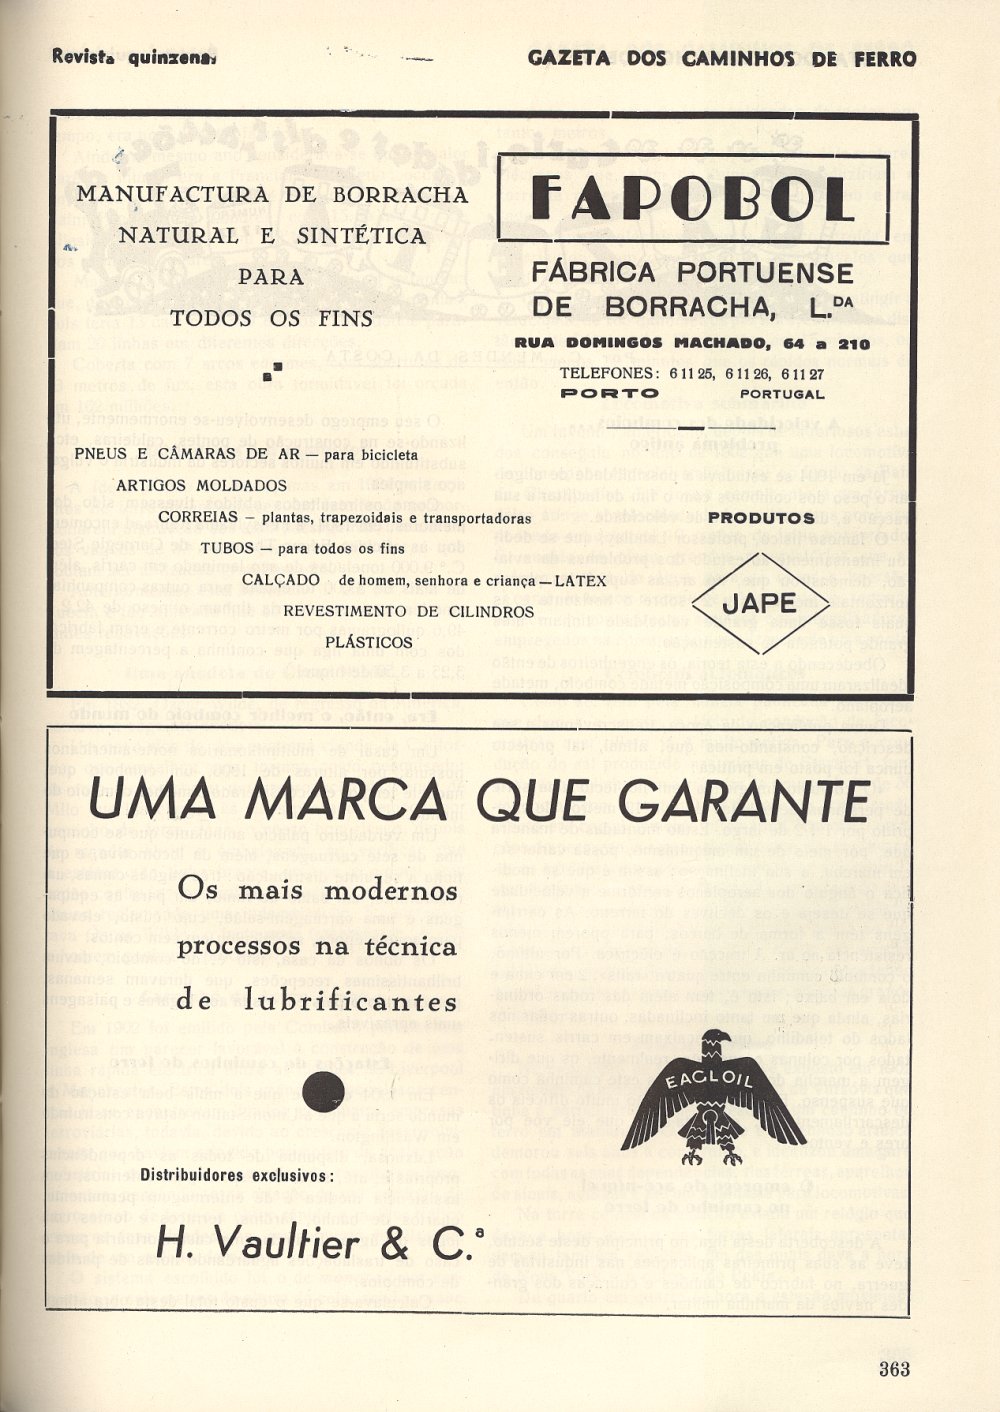 Revista quinzenal
GAZETA DOS CAMINHOS DE FERRO
MANUFACTURA DE BORRACHA
NATURAL E SINTÉTICA
PARA
TODOS OS FINS
FAPOBOL
FÁBRICA PORTUENSE
DE BORRACHA, L.DA
RUA DOMINGOS MACHADO, 64 a 210
TELEFONES: 6 11 25, 6 11 26, 6 11 27
PORTO PORTUGAL
PNEUS E CÂMARAS DE AR — para bicicleta
ARTIGOS MOLDADOS
CORREIAS — plantas, trapezoidais e transportadoras
TUBOS — para todos os fins
CALÇADO de homem, senhora e criança — LATEX
REVESTIMENTO DE CILINDROS
PLÁSTICOS
PRODUTOS
JAPE
UMA MARCA QUE GARANTE
Os mais modernos
processos na técnica
de lubrificantes
EAGLOIL
Distribuidores exclusivos:
H. Vaultier & C.ª
363